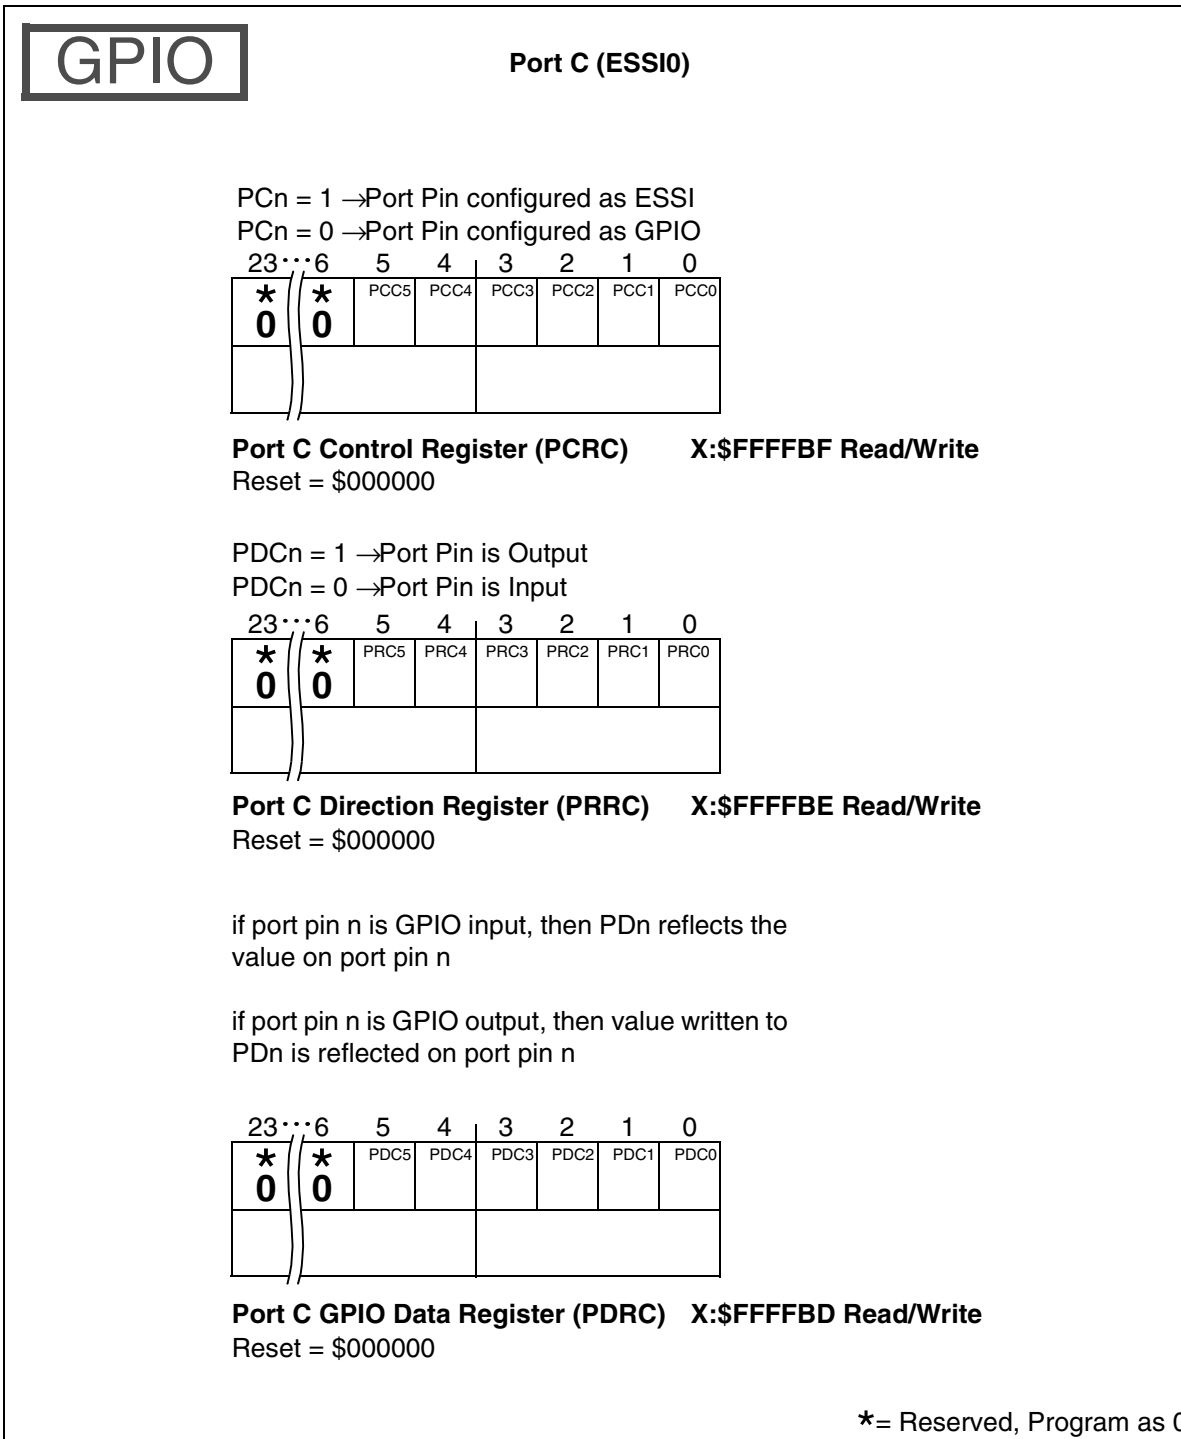 GPIO
Port C (ESSI0)
PCn = 1 →Port Pin configured as ESSI
PCn = 0 →Port Pin configured as GPIO
23 ••• 6 5 4 3 2 1 0
* * PCC5 PCC4 PCC3 PCC2 PCC1 PCC0
0 0
Port C Control Register (PCRC) X:$FFFFBF Read/Write
Reset = $000000
PDCn = 1 →Port Pin is Output
PDCn = 0 →Port Pin is Input
23 ••• 6 5 4 3 2 1 0
* * PRC5 PRC4 PRC3 PRC2 PRC1 PRC0
0 0
Port C Direction Register (PRRC) X:$FFFFBE Read/Write
Reset = $000000
if port pin n is GPIO input, then PDn reflects the
value on port pin n
if port pin n is GPIO output, then value written to
PDn is reflected on port pin n
23 ••• 6 5 4 3 2 1 0
* * PDC5 PDC4 PDC3 PDC2 PDC1 PDC0
0 0
Port C GPIO Data Register (PDRC) X:$FFFFBD Read/Write
Reset = $000000
*= Reserved, Program as 0